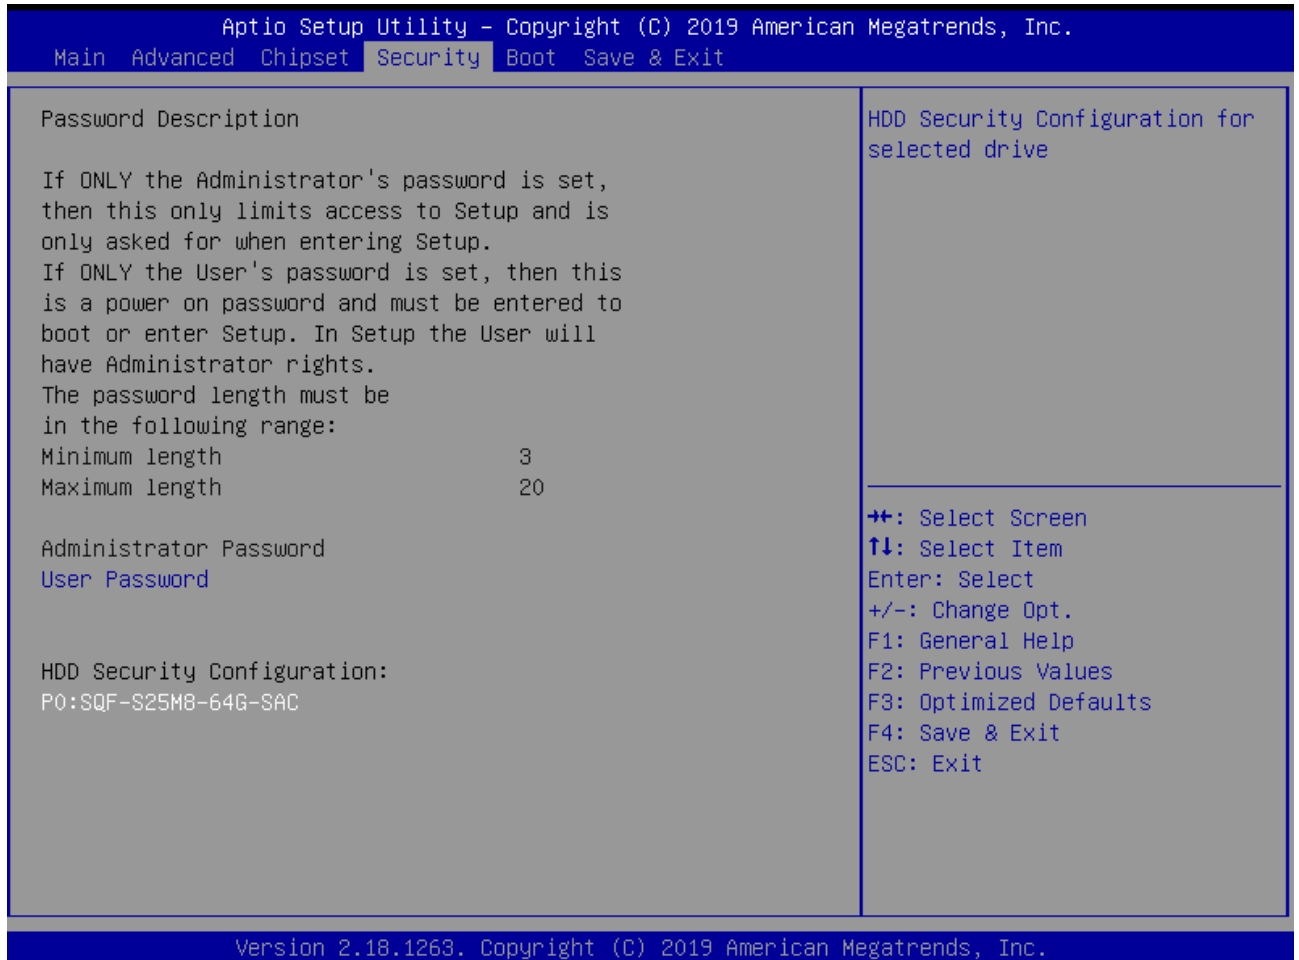 Aptio Setup Utility – Copyright (C) 2019 American Megatrends, Inc.
Main Advanced Chipset Security Boot Save & Exit
Password Description
If ONLY the Administrator's password is set,
then this only limits access to Setup and is
only asked for when entering Setup.
If ONLY the User's password is set, then this
is a power on password and must be entered to
boot or enter Setup. In Setup the User will
have Administrator rights.
The password length must be
in the following range:
Minimum length 3
Maximum length 20
Administrator Password
User Password
HDD Security Configuration:
P0:SQF-S25M8-64G-SAC
HDD Security Configuration for
selected drive
→←: Select Screen
↑↓: Select Item
Enter: Select
+/-: Change Opt.
F1: General Help
F2: Previous Values
F3: Optimized Defaults
F4: Save & Exit
ESC: Exit
Version 2.18.1263. Copyright (C) 2019 American Megatrends, Inc.